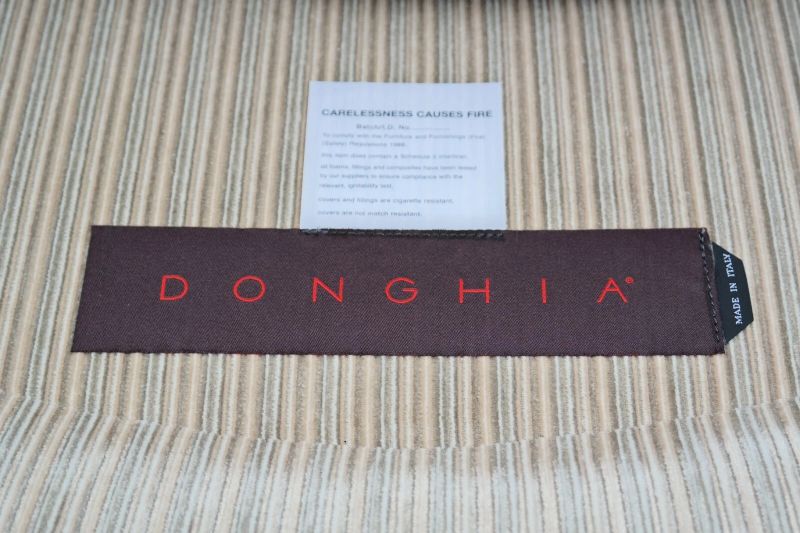 CARELESSNESS CAUSES FIRE
Batch/I.D. No. ..............
To comply with the Furniture and Furnishings (Fire)
(Safety) Regulations 1988.
this item does contain a Schedule 3 interliner.
all foams, fillings and composites have been tested
by our suppliers to ensure compliance with the
relevant, ignitability test.
covers and fillings are cigarette resistant.
covers are not match resistant.
DONGHIA®
MADE IN ITALY